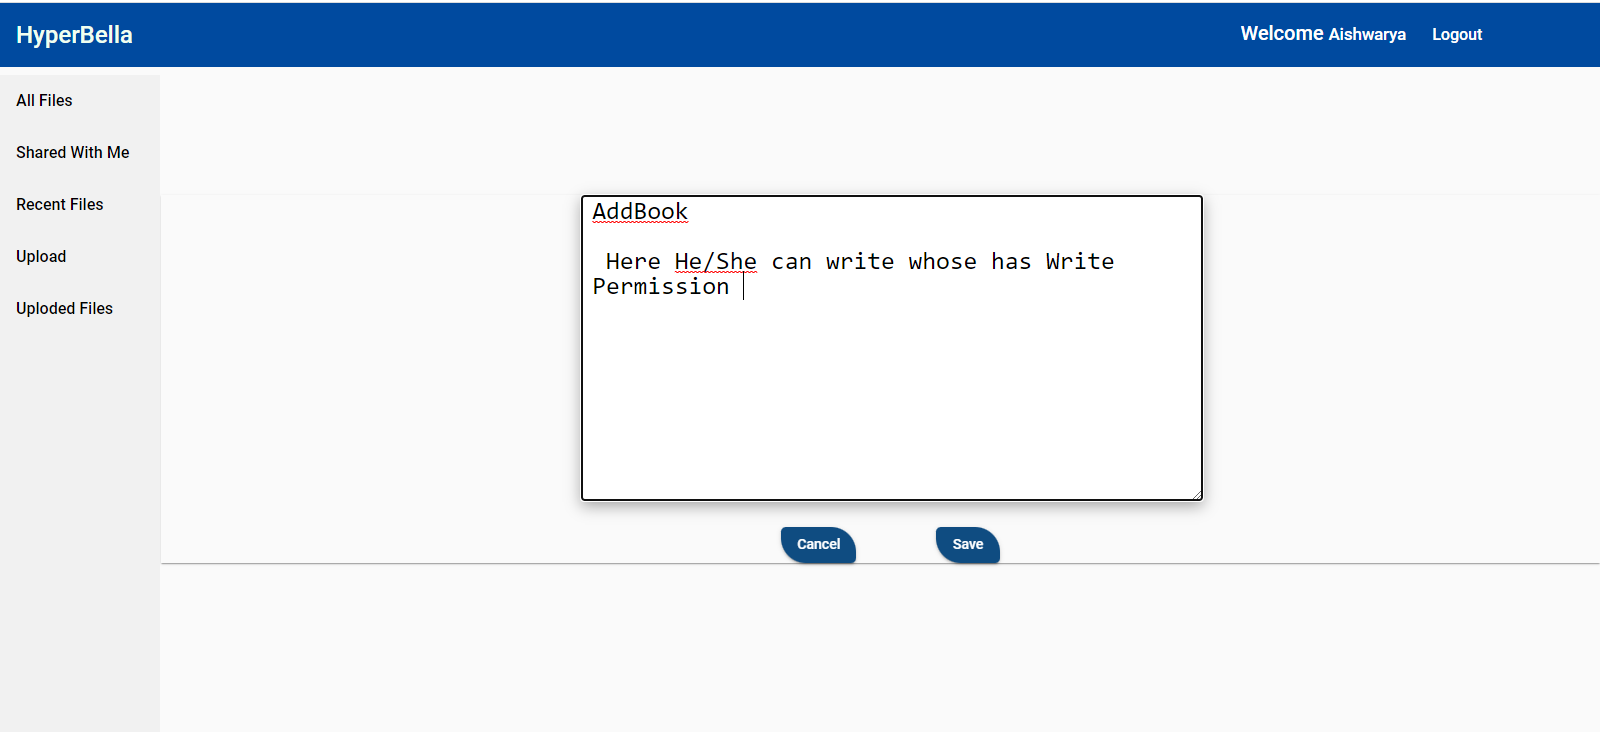 HyperBella
Welcome Aishwarya Logout
All Files
Shared With Me
Recent Files
Upload
Uploded Files
AddBook
Here He/She can write whose has Write
Permission
Cancel
Save